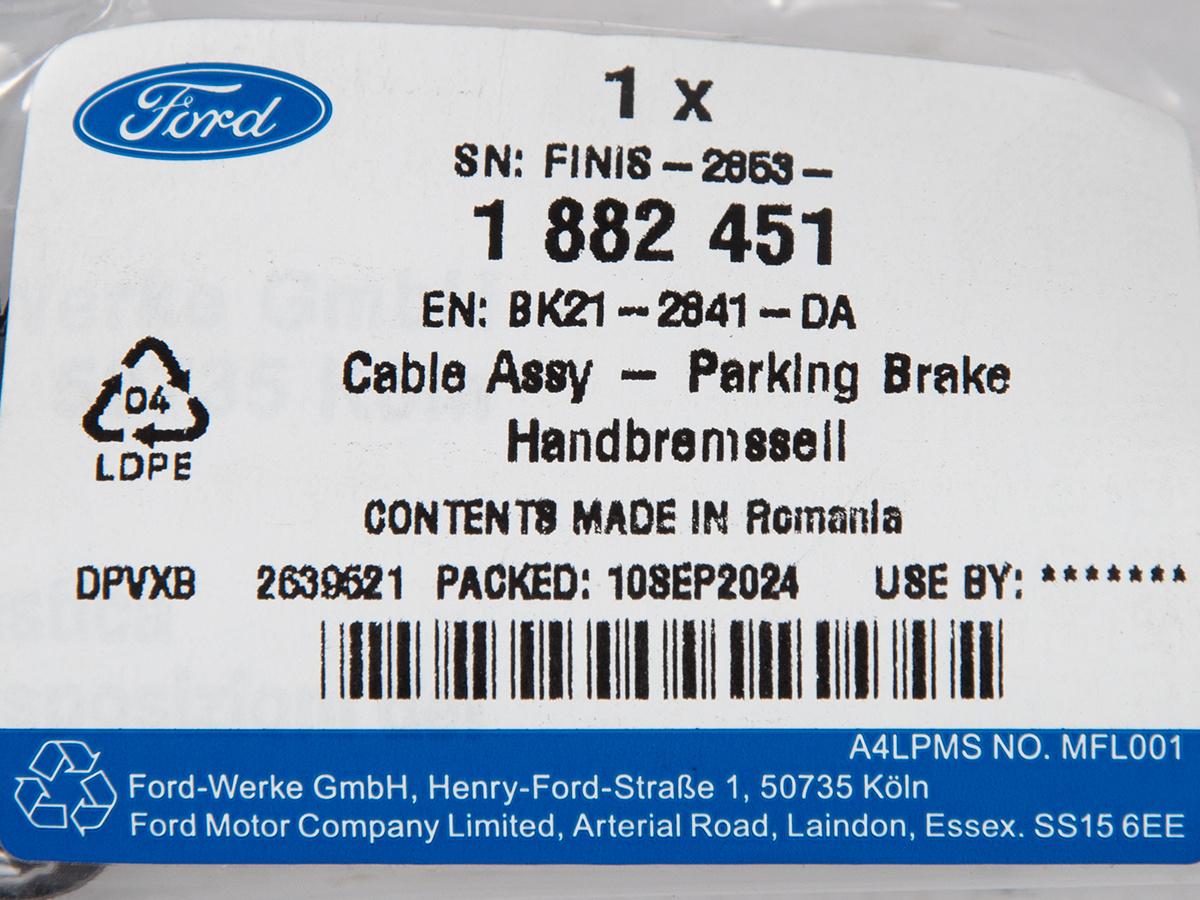 Ford
1 x
SN: FINIS - 2853 -
1 882 451
EN: BK21 - 2841 - DA
Cable Assy - Parking Brake
Handbremsseil
04
LDPE
CONTENTS MADE IN Romania
DPVXB 2639521 PACKED: 10SEP2024 USE BY: *******
A4LPMS NO. MFL001
Ford-Werke GmbH, Henry-Ford-Straße 1, 50735 Köln
Ford Motor Company Limited, Arterial Road, Laindon, Essex. SS15 6EE